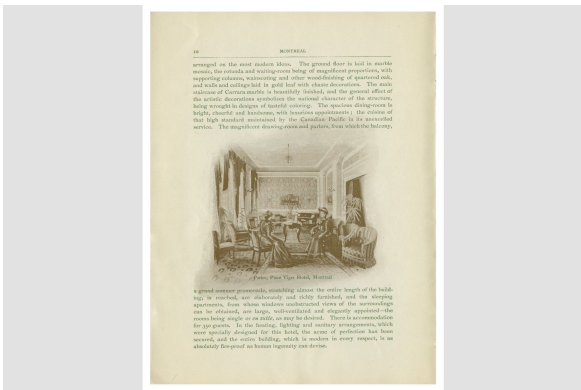 MONTREAL
arranged on the most modern ideas. The ground floor is laid in marble
mosaic, the rotunda and waiting-room being of magnificent proportions, with
supporting columns, wainscoting and other wood-finishing of quartered oak,
and walls and ceilings laid in gold leaf with chaste decorations. The main
staircase of Carrara marble is beautifully finished, and the general effect of
the artistic decorations symbolizes the national character of the structure,
being wrought in designs of tasteful coloring. The spacious dining-room is
bright, cheerful and handsome, with luxurious appointments; the cuisine of
that high standard maintained by the Canadian Pacific in its unexcelled
service. The magnificent drawing-room and parlors, from which the balcony,
Parlor, Place Viger Hotel, Montreal
a grand summer promenade, stretching almost the entire length of the build-
ing, is reached, are elaborately and richly furnished, and the sleeping
apartments, from whose windows unobstructed views of the surroundings
can be obtained, are large, well-ventilated and elegantly appointed—the
rooms being single or en suite, as may be desired. There is accommodation
for 350 guests. In the heating, lighting and sanitary arrangements, which
were specially designed for this hotel, the acme of perfection has been
secured, and the entire building, which is modern in every respect, is as
absolutely fire-proof as human ingenuity can devise.